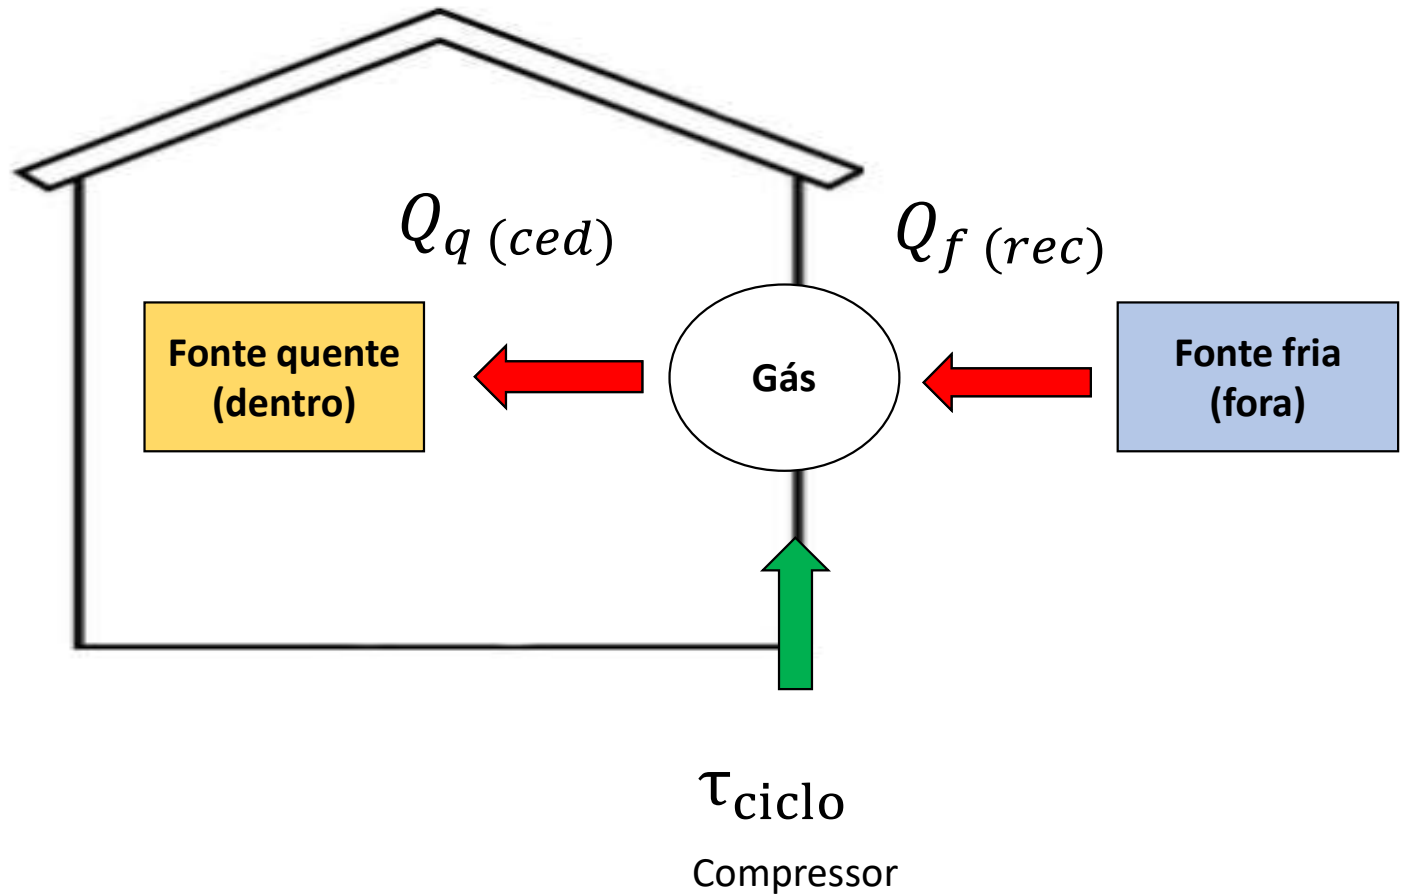 Q_q (ced)
Q_f (rec)
Fonte quente
(dentro)
Gás
Fonte fria
(fora)
τ_ciclo
Compressor